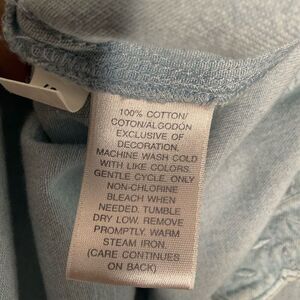 100% COTTON/
COTON/ALGODÓN
EXCLUSIVE OF
DECORATION.
MACHINE WASH COLD
WITH LIKE COLORS.
GENTLE CYCLE. ONLY
NON-CHLORINE
BLEACH WHEN
NEEDED. TUMBLE
DRY LOW. REMOVE
PROMPTLY. WARM
STEAM IRON.
(CARE CONTINUES
ON BACK)